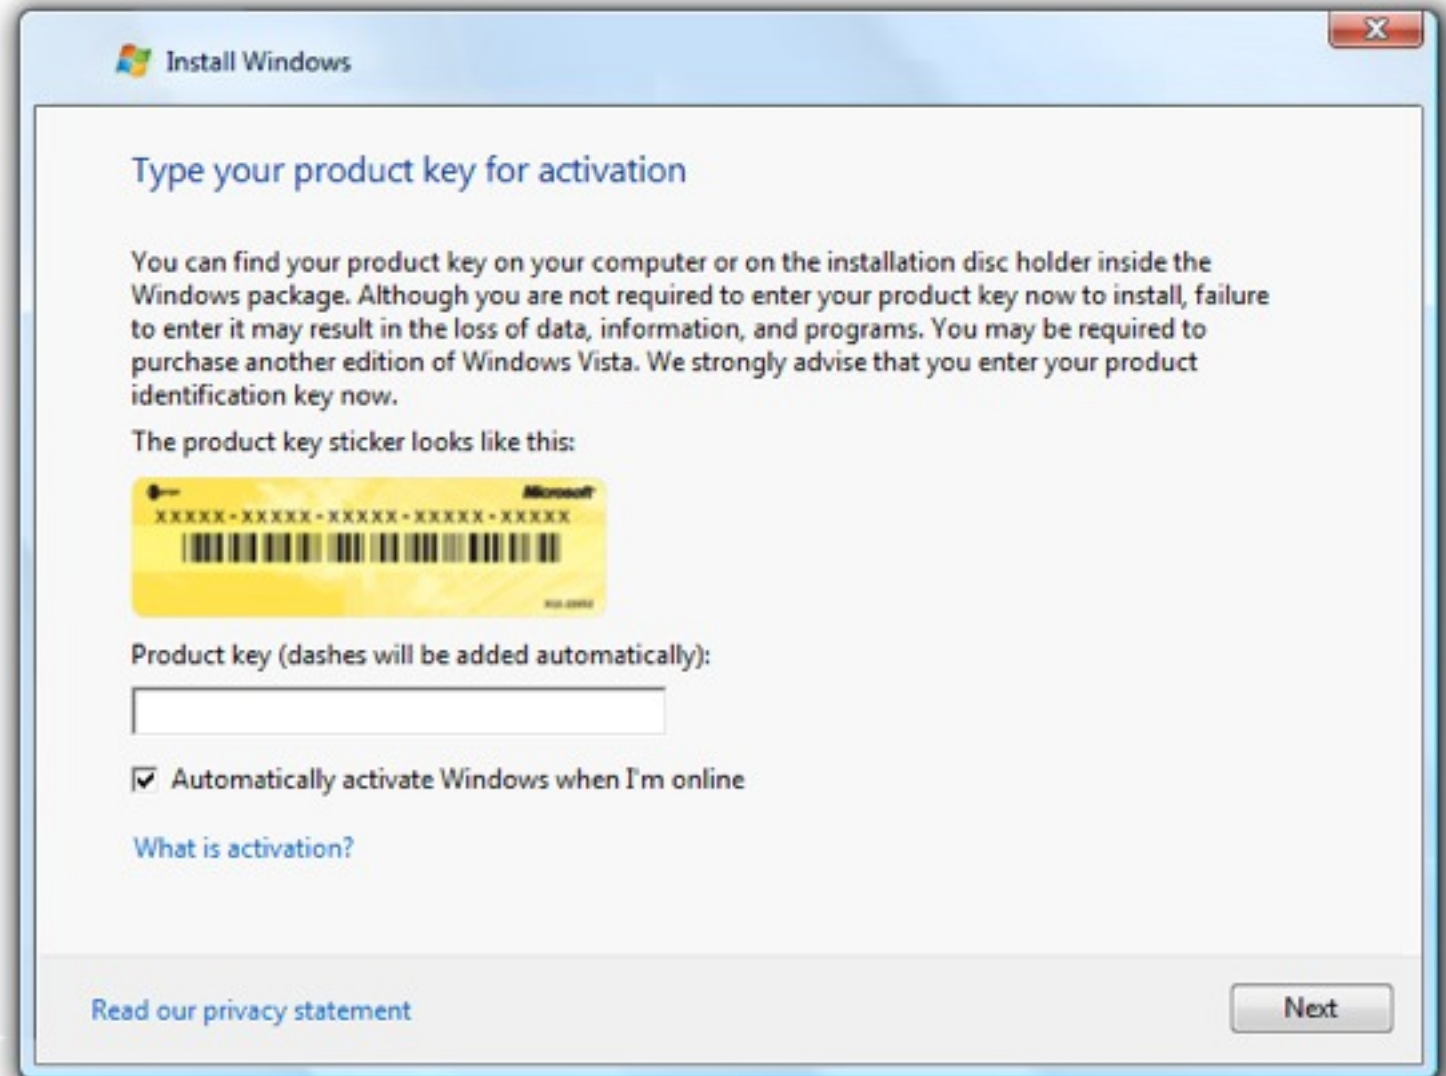 Install Windows
Type your product key for activation
You can find your product key on your computer or on the installation disc holder inside the
Windows package. Although you are not required to enter your product key now to install, failure
to enter it may result in the loss of data, information, and programs. You may be required to
purchase another edition of Windows Vista. We strongly advise that you enter your product
identification key now.
The product key sticker looks like this:
Microsoft
XXXXX-XXXXX-XXXXX-XXXXX-XXXXX
Product key (dashes will be added automatically):
Automatically activate Windows when I'm online
What is activation?
Read our privacy statement
Next